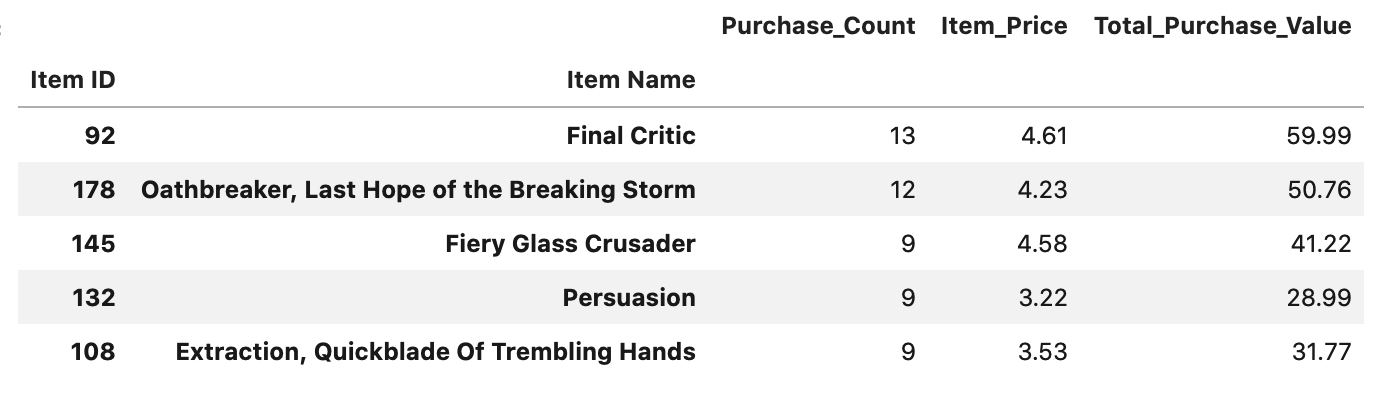 Purchase_Count Item_Price Total_Purchase_Value
Item ID Item Name
92 Final Critic 13 4.61 59.99
178 Oathbreaker, Last Hope of the Breaking Storm 12 4.23 50.76
145 Fiery Glass Crusader 9 4.58 41.22
132 Persuasion 9 3.22 28.99
108 Extraction, Quickblade Of Trembling Hands 9 3.53 31.77